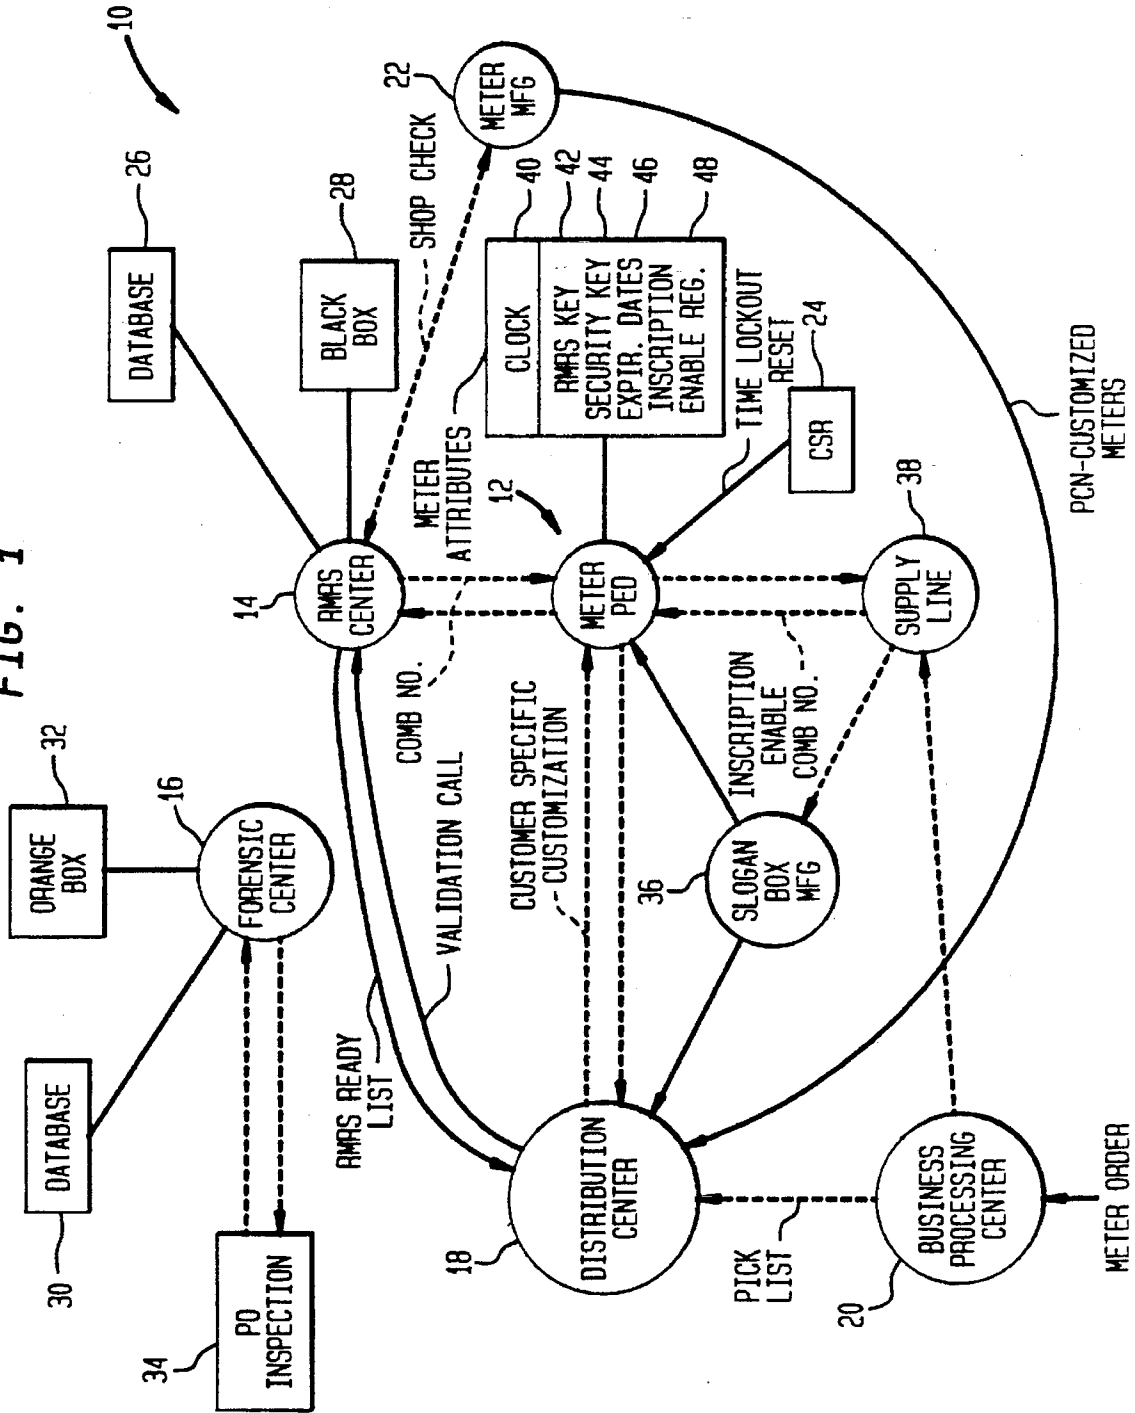 FIG. 1
10
DATABASE
26
BLACK
BOX
28
22
METER
MFG
SHOP CHECK
ORANGE
BOX
32
DATABASE
30
16
FORENSIC
CENTER
PO
INSPECTION
34
14
RMRS
CENTER
RMRS READY
LIST
VALIDATION CALL
COMB NO.
METER
ATTRIBUTES
CLOCK
RMRS KEY
SECURITY KEY
EXPIR. DATES
INSCRIPTION
ENABLE REG.
40
42
44
46
48
12
METER
PED
CUSTOMER SPECIFIC
CUSTOMIZATION
TIME LOCKOUT
RESET
24
CSR
18
DISTRIBUTION
CENTER
36
SLOGAN
BOX
MFG
INSCRIPTION
ENABLE
COMB NO.
SUPPLY
LINE
38
PICK
LIST
20
BUSINESS
PROCESSING
CENTER
METER ORDER
PCN-CUSTOMIZED
METERS